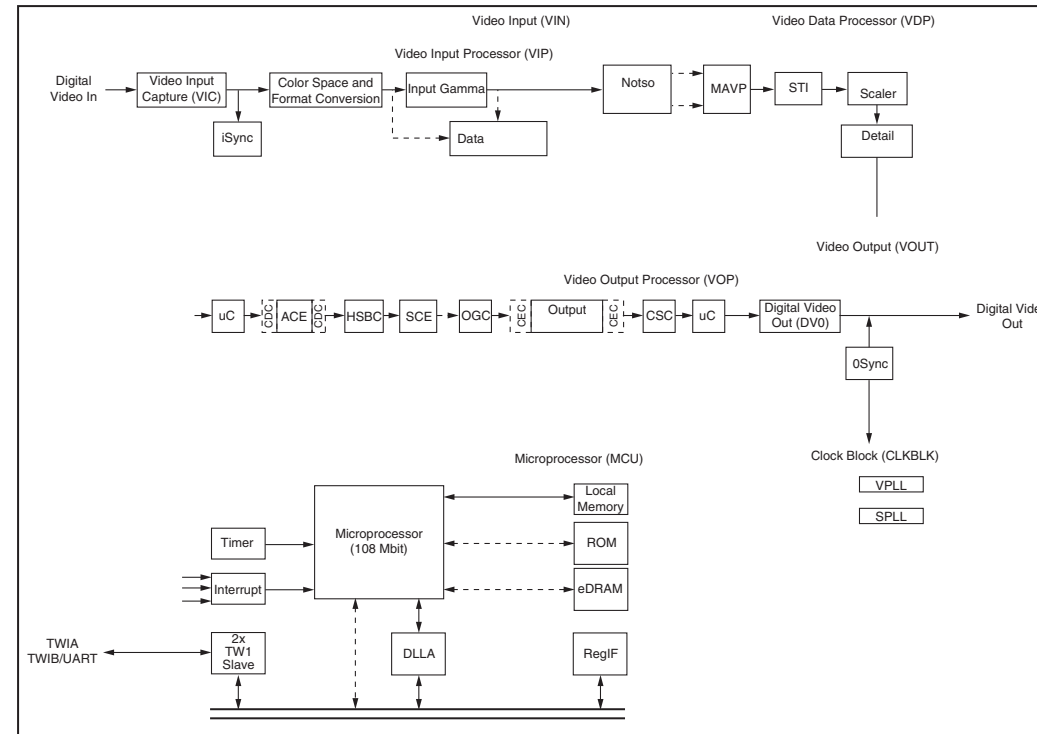 Video Input (VIN)
Video Data Processor (VDP)
Video Input Processor (VIP)
Digital
Video In
Video Input
Capture (VIC)
Color Space and
Format Conversion
Input Gamma
Notso
MAVP
STI
Scaler
iSync
Data
Detail
Video Output (VOUT)
Video Output Processor (VOP)
uC
CDC
ACE
CDC
HSBC
SCE
OGC
CEC
Output
CEC
CSC
uC
Digital Video
Out (DV0)
Digital Vide
Out
0Sync
Clock Block (CLKBLK)
VPLL
SPLL
Microprocessor (MCU)
Local
Memory
Microprocessor
(108 Mbit)
Timer
ROM
Interrupt
eDRAM
TWIA
TWIB/UART
2x
TW1
Slave
DLLA
RegIF